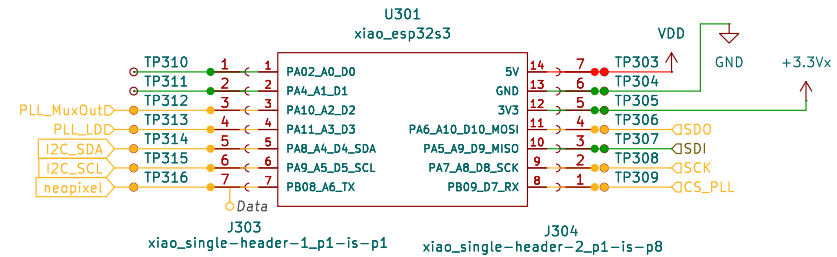 U301
xiao_esp32s3
TP310 1 1 PA02_A0_D0 5V 14 7 TP303 VDD
TP311 2 2 PA4_A1_D1 GND 13 6 TP304 GND
PLL_MuxOut TP312 3 3 PA10_A2_D2 3V3 12 5 TP305 +3.3Vx
PLL_LD TP313 4 4 PA11_A3_D3 PA6_A10_D10_MOSI 11 4 TP306 SDO
I2C_SDA TP314 5 5 PA8_A4_D4_SDA PA5_A9_D9_MISO 10 3 TP307 SDI
I2C_SCL TP315 6 6 PA9_A5_D5_SCL PA7_A8_D8_SCK 9 2 TP308 SCK
neopixel TP316 7 7 PB08_A6_TX PB09_D7_RX 8 1 TP309 CS_PLL
Data
J303
xiao_single-header-1_p1-is-p1
J304
xiao_single-header-2_p1-is-p8